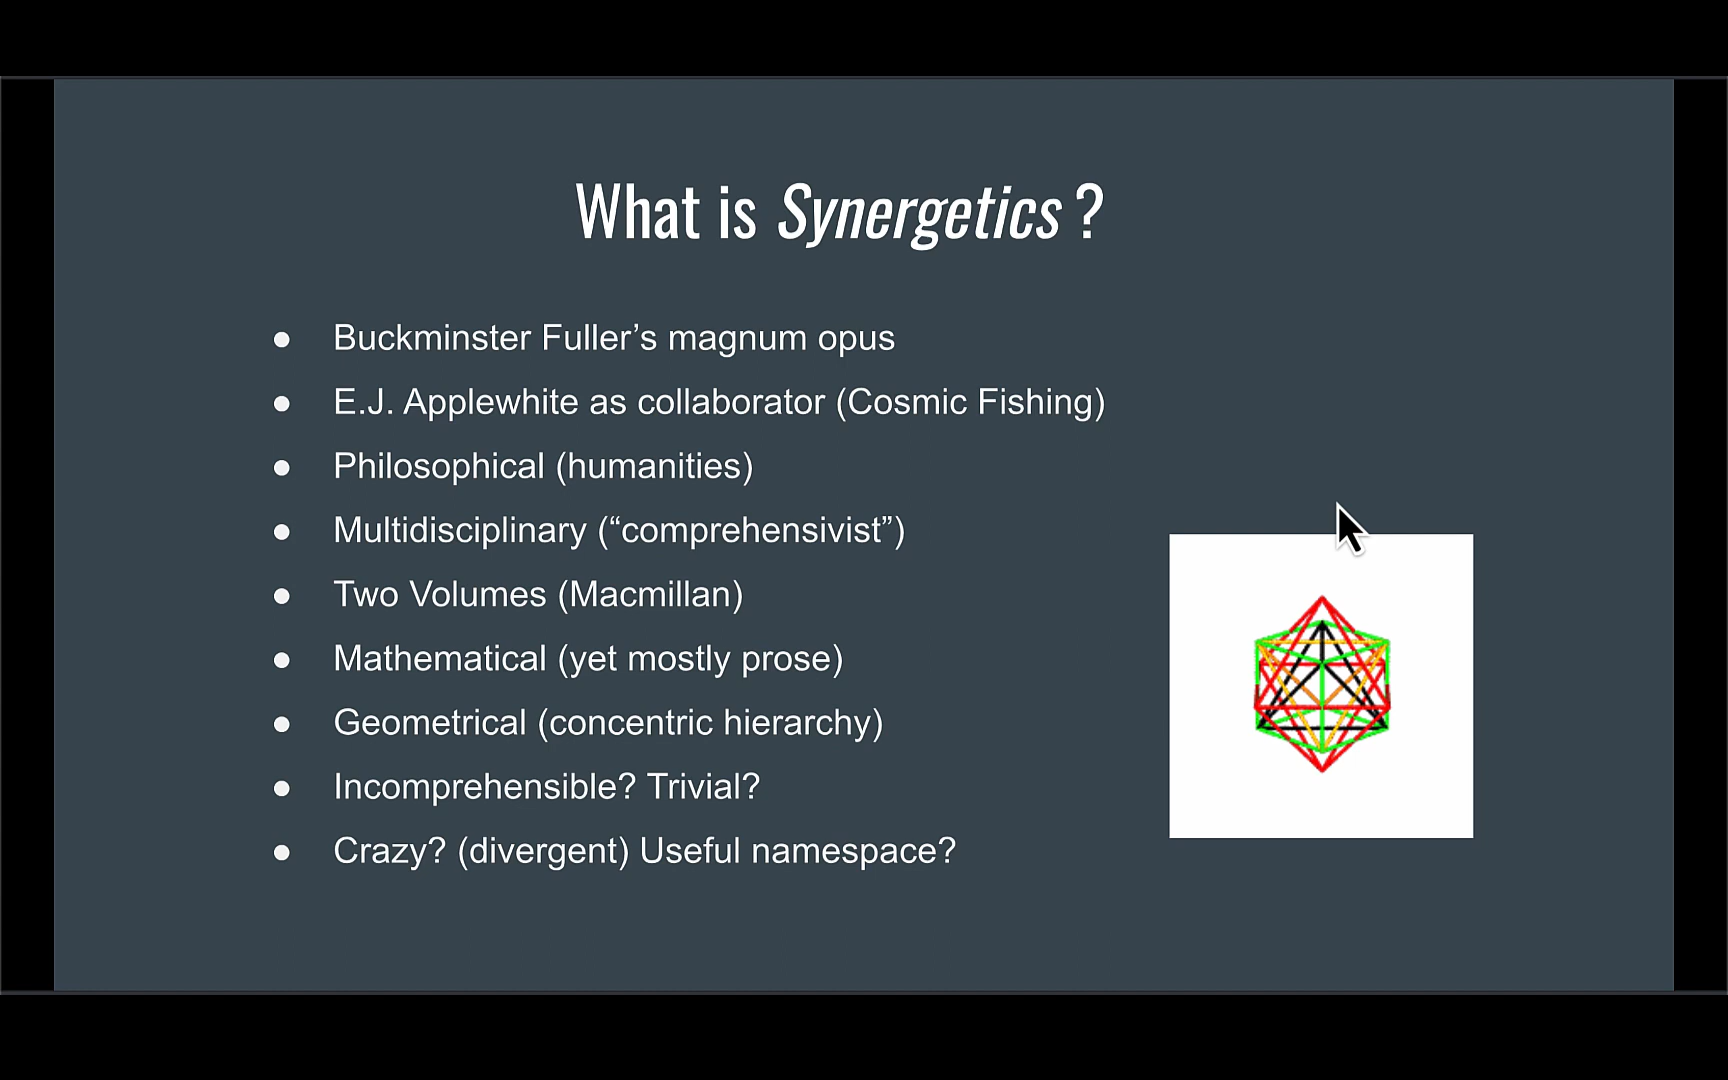 What is Synergetics ?
● Buckminster Fuller’s magnum opus
● E.J. Applewhite as collaborator (Cosmic Fishing)
● Philosophical (humanities)
● Multidisciplinary (“comprehensivist”)
● Two Volumes (Macmillan)
● Mathematical (yet mostly prose)
● Geometrical (concentric hierarchy)
● Incomprehensible? Trivial?
● Crazy? (divergent) Useful namespace?